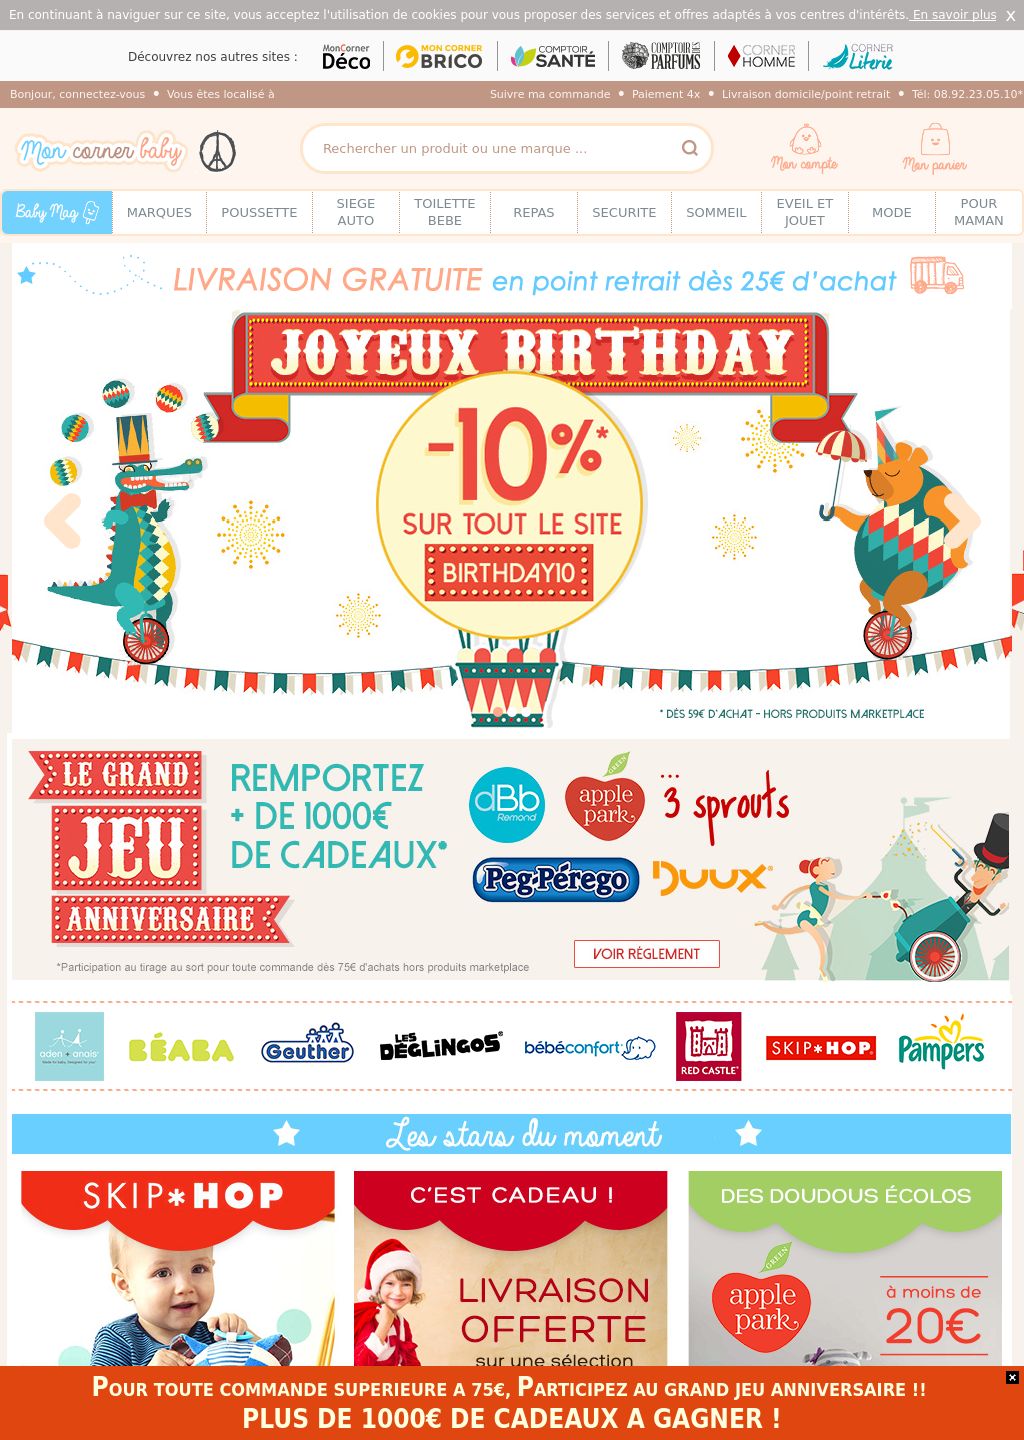 En continuant à naviguer sur ce site, vous acceptez l'utilisation de cookies pour vous proposer des services et offres adaptés à vos centres d'intérêts. En savoir plus X
Découvrez nos autres sites :
MonCorner Déco
MON CORNER BRICO
COMPTOIR SANTÉ
COMPTOIR DES PARFUMS
CORNER HOMME
CORNER Literie
Bonjour, connectez-vous • Vous êtes localisé à
Suivre ma commande • Paiement 4x • Livraison domicile/point retrait • Tél: 08.92.23.05.10*
Mon corner baby
Rechercher un produit ou une marque ...
Mon compte
Mon panier
Baby Mag
MARQUES
POUSSETTE
SIEGE AUTO
TOILETTE BEBE
REPAS
SECURITE
SOMMEIL
EVEIL ET JOUET
MODE
POUR MAMAN
LIVRAISON GRATUITE en point retrait dès 25€ d'achat
JOYEUX BIRTHDAY
-10%*
SUR TOUT LE SITE
BIRTHDAY10
* DÈS 59€ D'ACHAT - HORS PRODUITS MARKETPLACE
LE GRAND
JEU
ANNIVERSAIRE
REMPORTEZ
+ DE 1000€
DE CADEAUX*
dBb
Remond
GREEN
apple park
3 sprouts
Peg-Pérego
Duux®
VOIR RÉGLEMENT
*Participation au tirage au sort pour toute commande dès 75€ d'achats hors produits marketplace
aden + anais®
BÉABA
Geuther
LES DÉGLINGOS®
bébéconfort
RED CASTLE®
SKIP*HOP®
Pampers
Les stars du moment
SKIP*HOP
C'EST CADEAU !
LIVRAISON
OFFERTE
sur une sélection
DES DOUDOUS ÉCOLOS
GREEN
apple park
à moins de
20€
POUR TOUTE COMMANDE SUPERIEURE A 75€, PARTICIPEZ AU GRAND JEU ANNIVERSAIRE !!
PLUS DE 1000€ DE CADEAUX A GAGNER !